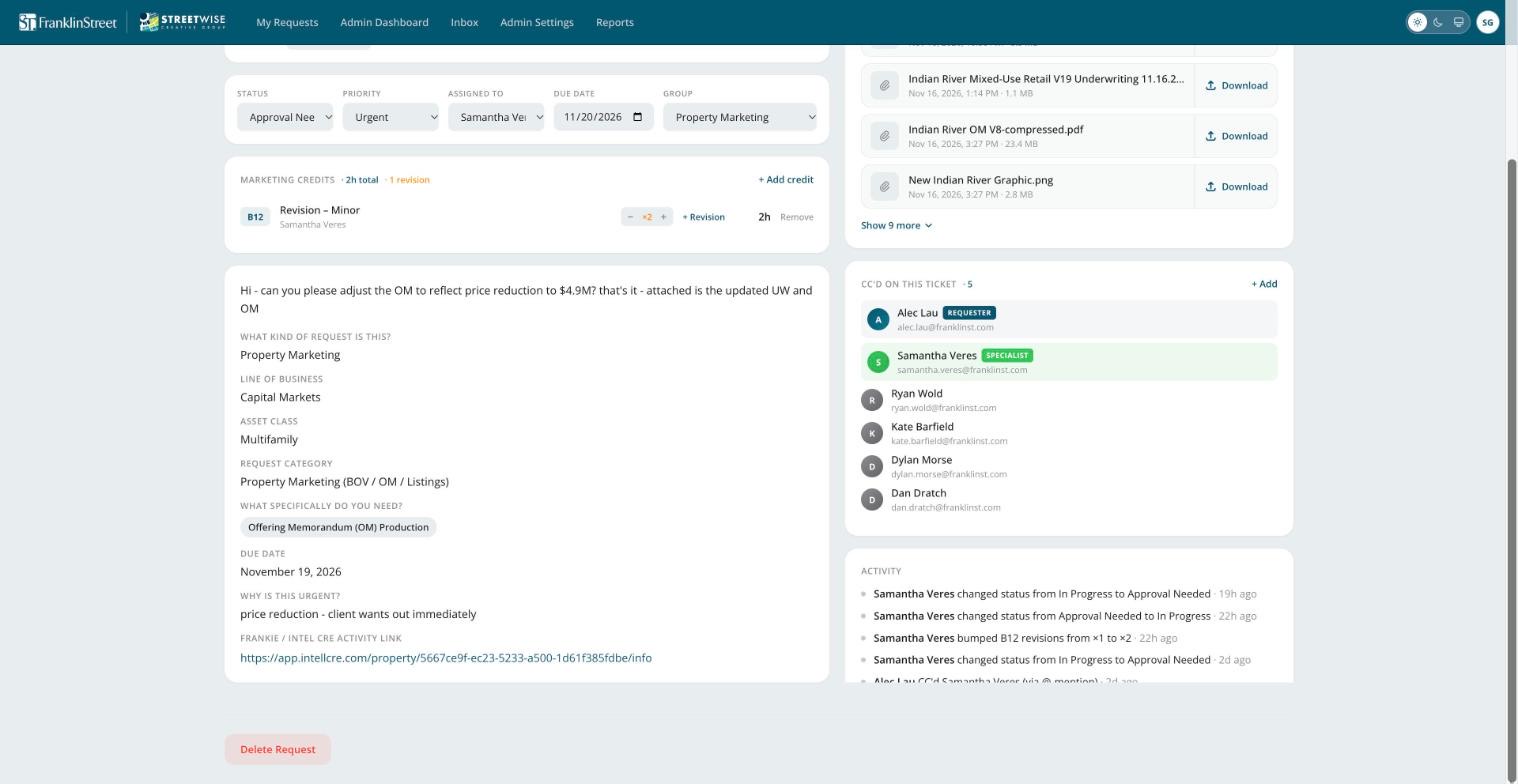 FranklinStreet
STREETWISE
CREATIVE GROUP
My Requests
Admin Dashboard
Inbox
Admin Settings
Reports
SG
STATUS
PRIORITY
ASSIGNED TO
DUE DATE
GROUP
Approval Nee
Urgent
Samantha Ver
11/20/2026
Property Marketing
MARKETING CREDITS · 2h total · 1 revision
+ Add credit
B12
Revision – Minor
Samantha Veres
− ×2 +
+ Revision
2h
Remove
Hi - can you please adjust the OM to reflect price reduction to $4.9M? that's it - attached is the updated UW and
OM
WHAT KIND OF REQUEST IS THIS?
Property Marketing
LINE OF BUSINESS
Capital Markets
ASSET CLASS
Multifamily
REQUEST CATEGORY
Property Marketing (BOV / OM / Listings)
WHAT SPECIFICALLY DO YOU NEED?
Offering Memorandum (OM) Production
DUE DATE
November 19, 2026
WHY IS THIS URGENT?
price reduction - client wants out immediately
FRANKIE / INTEL CRE ACTIVITY LINK
https://app.intellcre.com/property/5667ce9f-ec23-5233-a500-1d61f385fdbe/info
Delete Request
Indian River Mixed-Use Retail V19 Underwriting 11.16.2...
Nov 16, 2026, 1:14 PM · 1.1 MB
Download
Indian River OM V8-compressed.pdf
Nov 16, 2026, 3:27 PM · 23.4 MB
Download
New Indian River Graphic.png
Nov 16, 2026, 3:27 PM · 2.8 MB
Download
Show 9 more
CC'D ON THIS TICKET · 5
+ Add
A
Alec Lau REQUESTER
alec.lau@franklinst.com
S
Samantha Veres SPECIALIST
samantha.veres@franklinst.com
R
Ryan Wold
ryan.wold@franklinst.com
K
Kate Barfield
kate.barfield@franklinst.com
D
Dylan Morse
dylan.morse@franklinst.com
D
Dan Dratch
dan.dratch@franklinst.com
ACTIVITY
Samantha Veres changed status from In Progress to Approval Needed · 19h ago
Samantha Veres changed status from Approval Needed to In Progress · 22h ago
Samantha Veres bumped B12 revisions from ×1 to ×2 · 22h ago
Samantha Veres changed status from In Progress to Approval Needed · 2d ago
Alec Lau CC'd Samantha Veres (via @ mention) · 2d ago